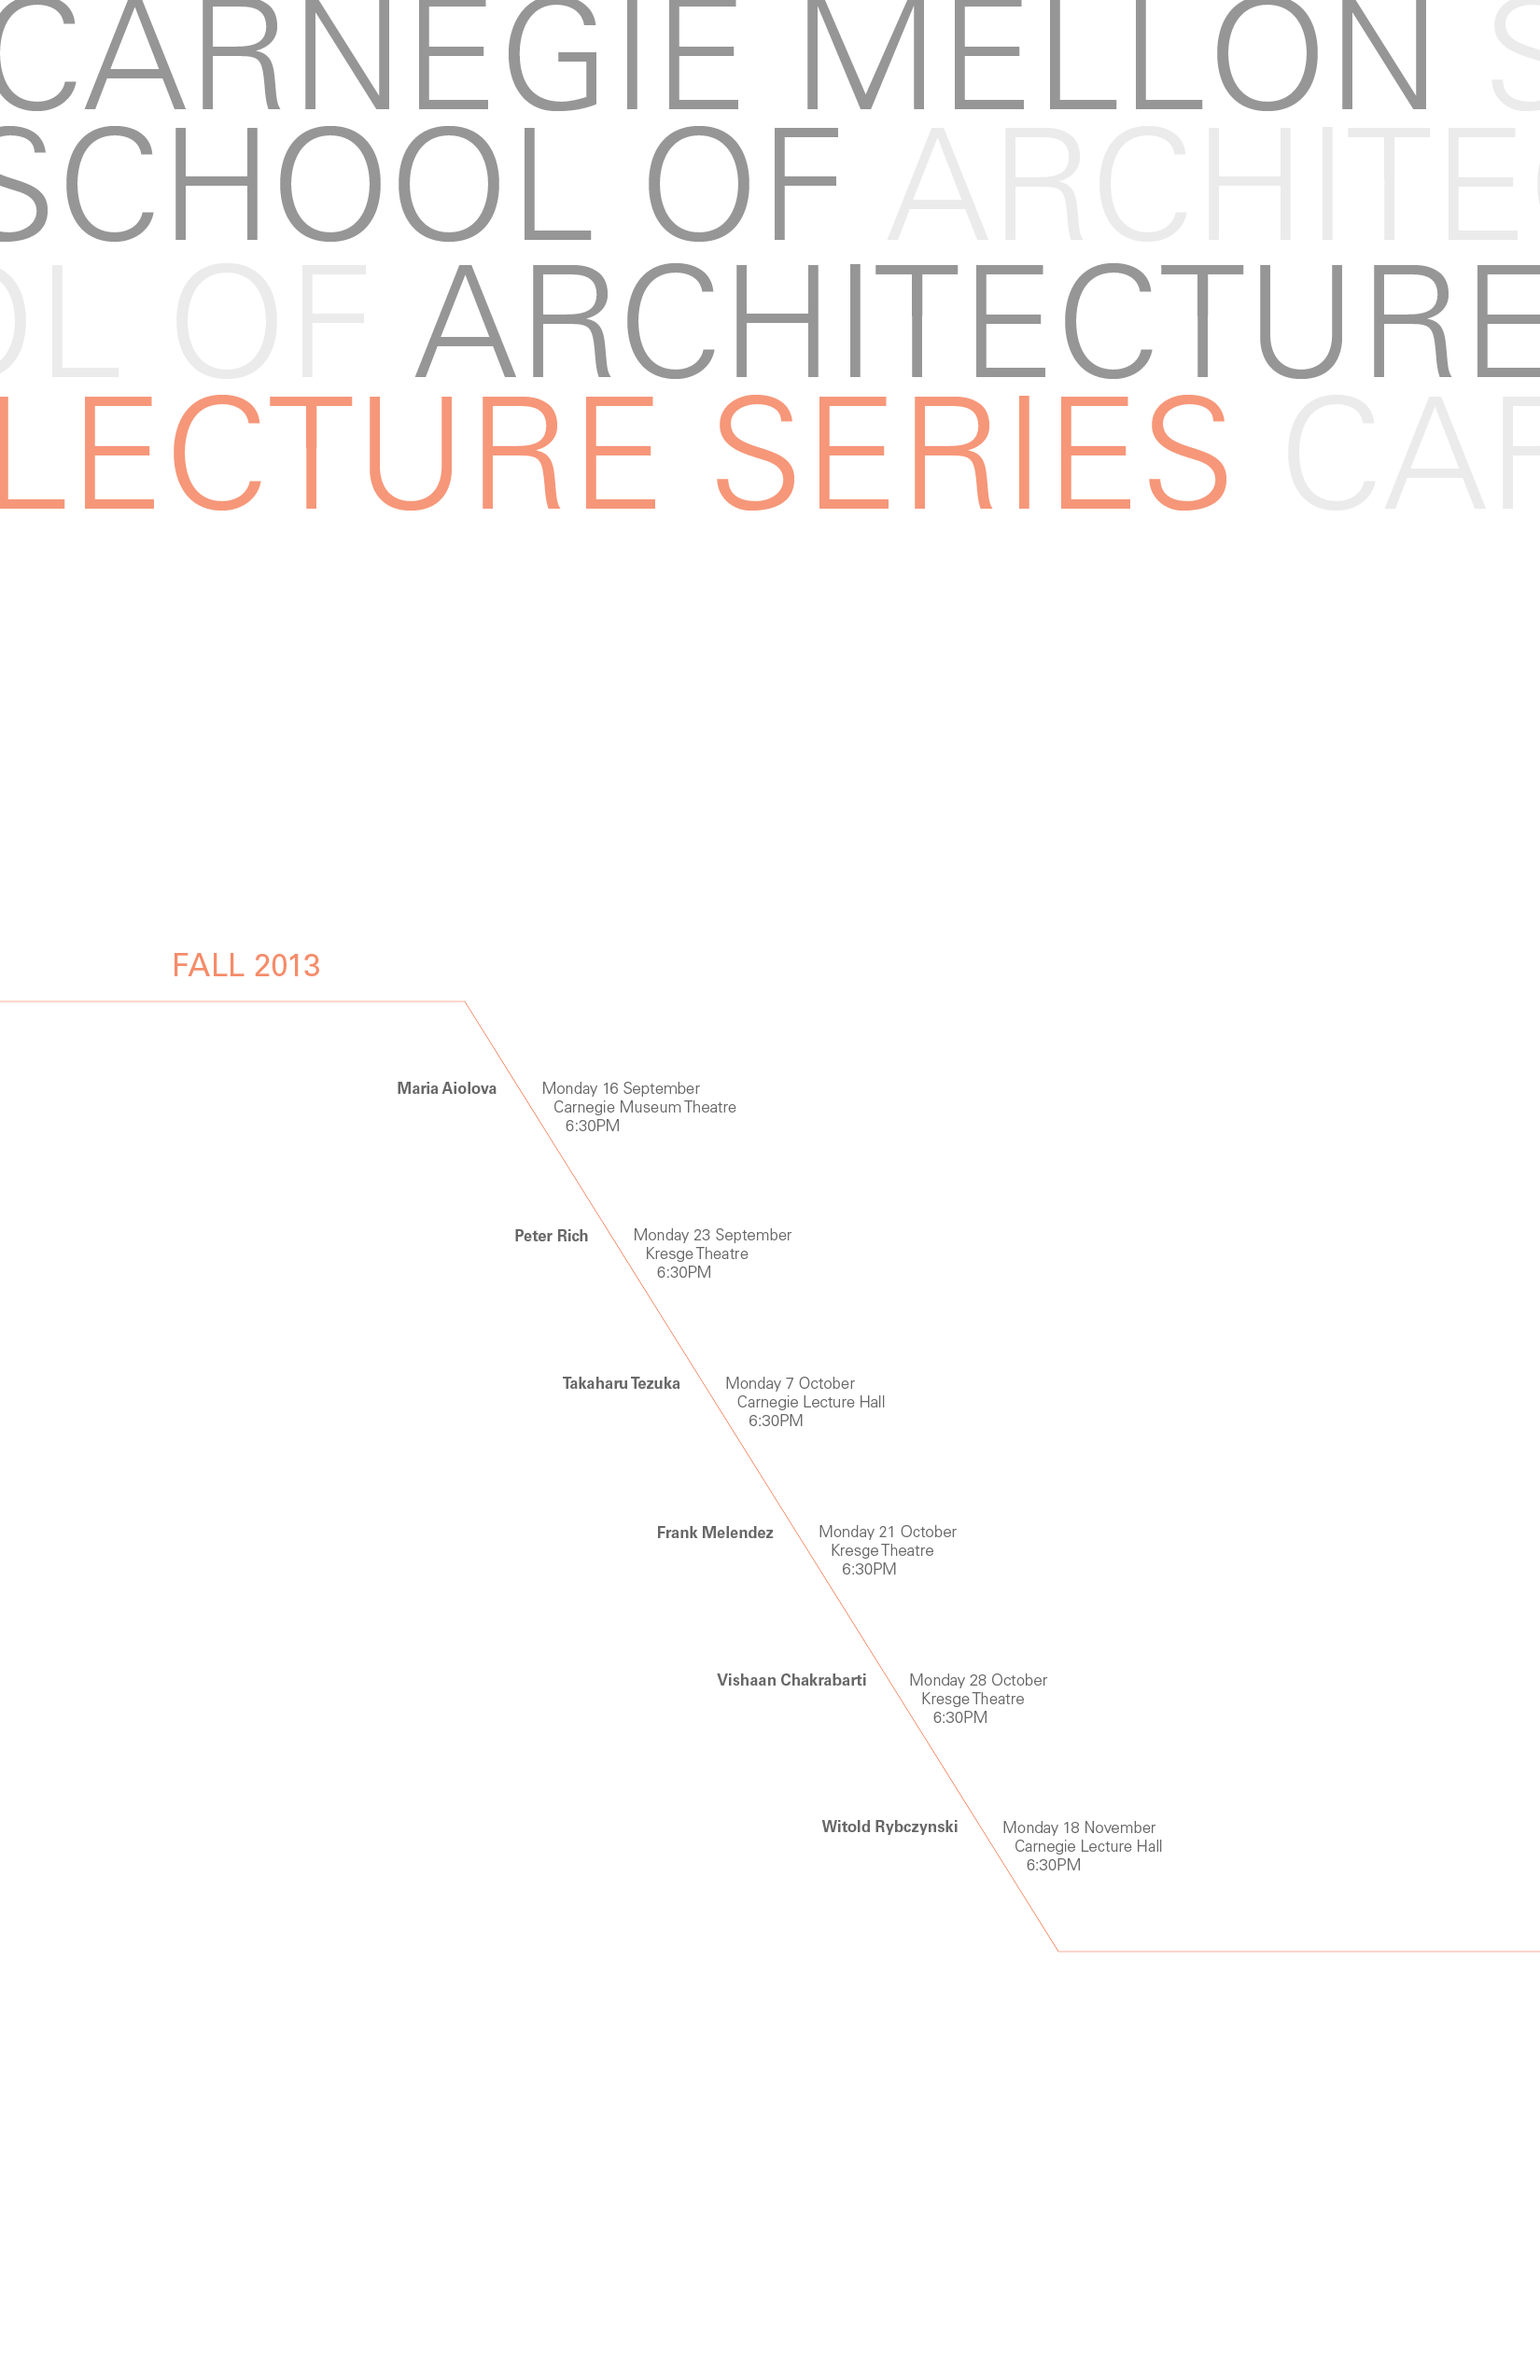 CARNEGIE MELLON S
SCHOOL OF ARCHITEC
OL OF ARCHITECTURE
LECTURE SERIES CAR
FALL 2013
Maria Aiolova
Monday 16 September
Carnegie Museum Theatre
6:30PM
Peter Rich
Monday 23 September
Kresge Theatre
6:30PM
Takaharu Tezuka
Monday 7 October
Carnegie Lecture Hall
6:30PM
Frank Melendez
Monday 21 October
Kresge Theatre
6:30PM
Vishaan Chakrabarti
Monday 28 October
Kresge Theatre
6:30PM
Witold Rybczynski
Monday 18 November
Carnegie Lecture Hall
6:30PM